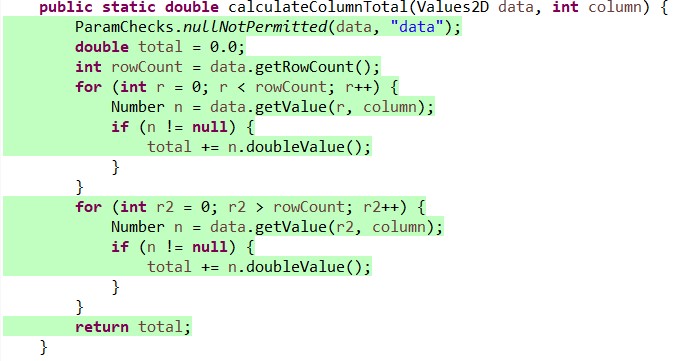 public static double calculateColumnTotal(Values2D data, int column) {
ParamChecks.nullNotPermitted(data, "data");
double total = 0.0;
int rowCount = data.getRowCount();
for (int r = 0; r < rowCount; r++) {
Number n = data.getValue(r, column);
if (n != null) {
total += n.doubleValue();
}
}
for (int r2 = 0; r2 > rowCount; r2++) {
Number n = data.getValue(r2, column);
if (n != null) {
total += n.doubleValue();
}
}
return total;
}